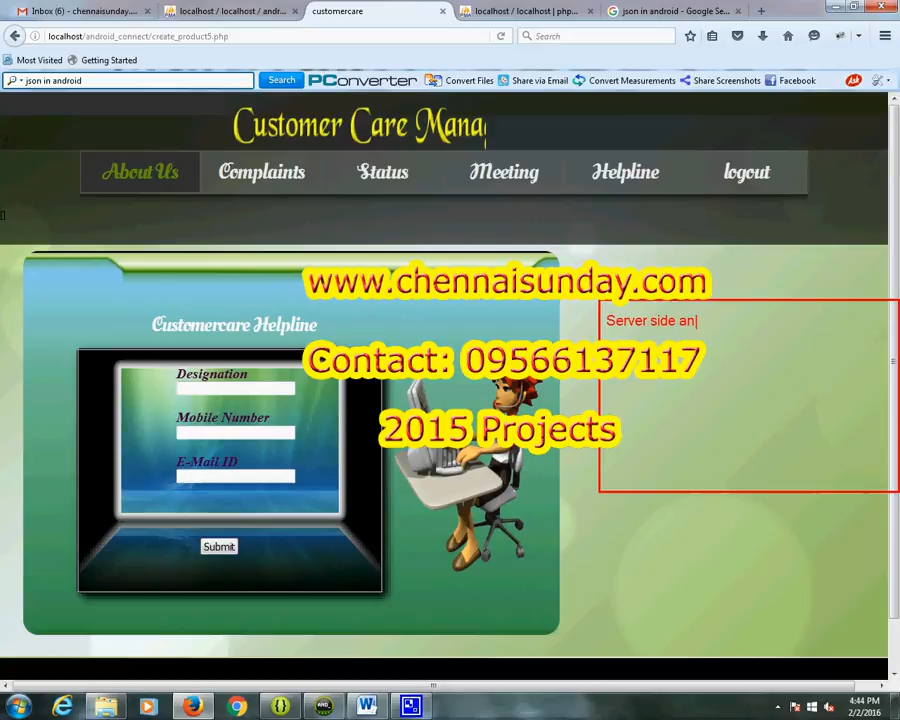 Inbox (6) - chennaisunday....
localhost / localhost / andr...
customercare
localhost / localhost | php...
json in android - Google Se...
localhost/android_connect/create_product5.php
Search
Most Visited
Getting Started
json in android
Search
PCONVERTER
Convert Files
Share via Email
Convert Measurements
Share Screenshots
Facebook
Ask
Customer Care Manag
About Us
Complaints
Status
Meeting
Helpline
logout
www.chennaisunday.com
Customercare Helpline
Server side an
Contact: 09566137117
Designation
Mobile Number
2015 Projects
E-Mail ID
Submit
4:44 PM
2/2/2016